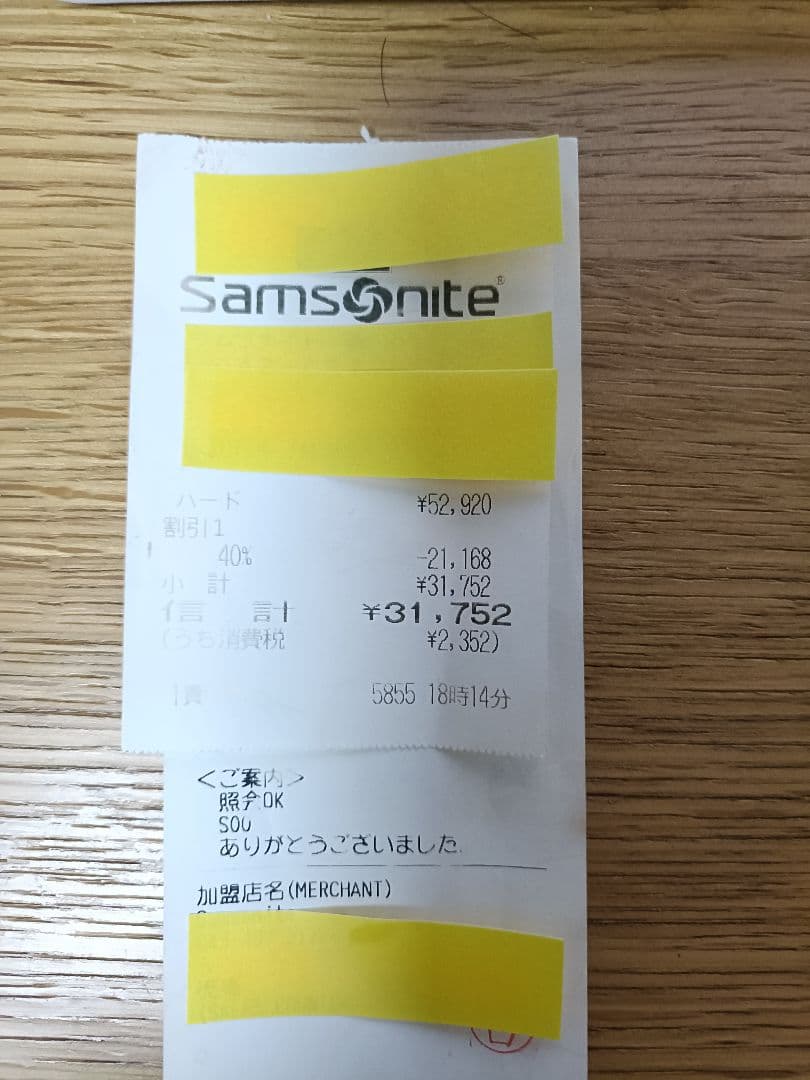 Samsonite®
ハード ¥52,920
割引1
40% -21,168
小 計 ¥31,752
信 計 ¥31,752
(うち消費税 ¥2,352)
1責 5855 18時14分
<ご案内>
照会OK
ありがとうございました
加盟店名(MERCHANT)